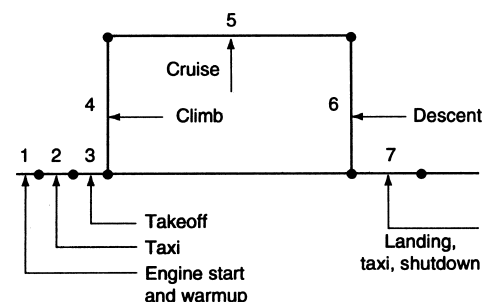 5
Cruise
4
Climb
6
Descent
1 2 3
7
Takeoff
Taxi
Engine start
and warmup
Landing,
taxi, shutdown